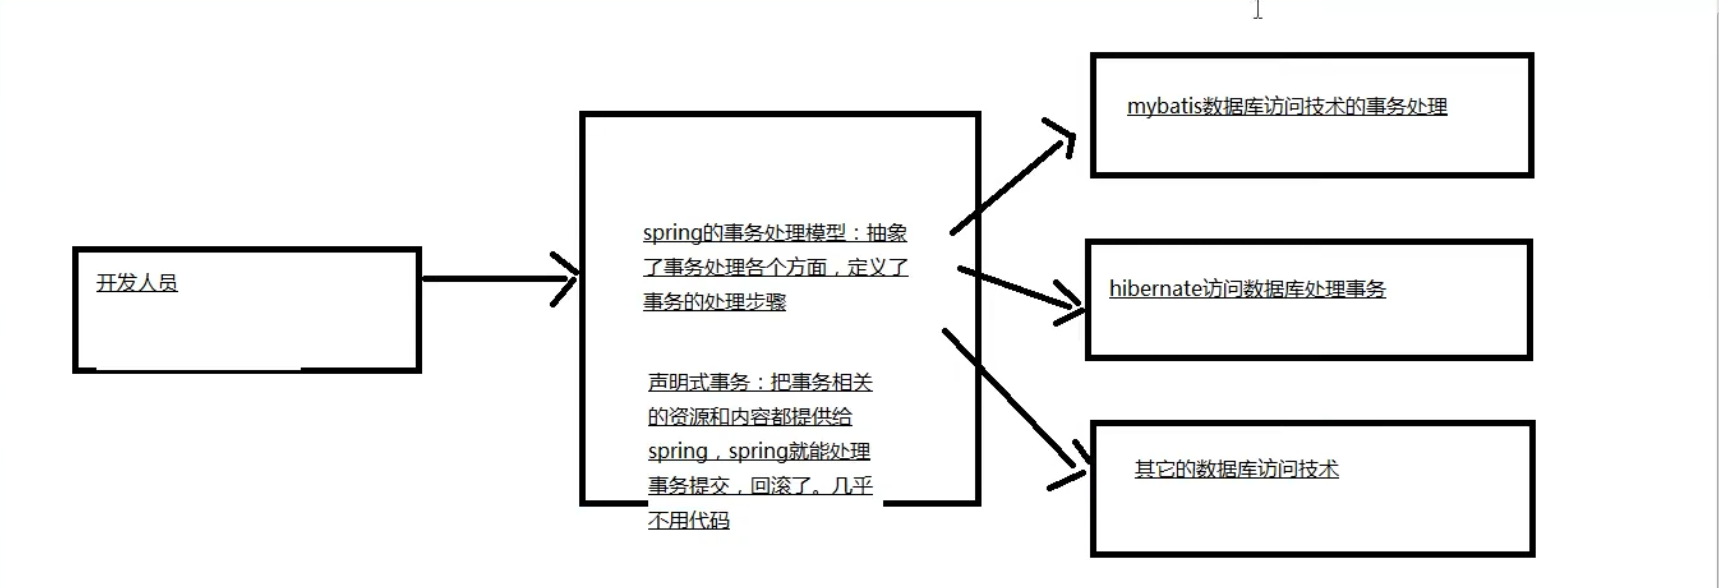 开发人员
spring的事务处理模型：抽象
了事务处理各个方面，定义了
事务的处理步骤
声明式事务：把事务相关
的资源和内容都提供给
spring，spring就能处理
事务提交，回滚了。几乎
不用代码
mybatis数据库访问技术的事务处理
hibernate访问数据库处理事务
其它的数据库访问技术